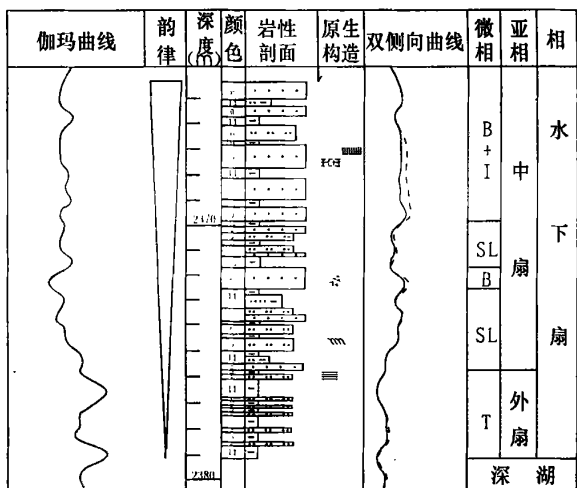 伽玛曲线
韵律
深度(m)
颜色
岩性剖面
原生构造
双侧向曲线
微相
亚相
相
2370
2380
B+I
SL
B
SL
T
中扇
外扇
水下扇
深湖